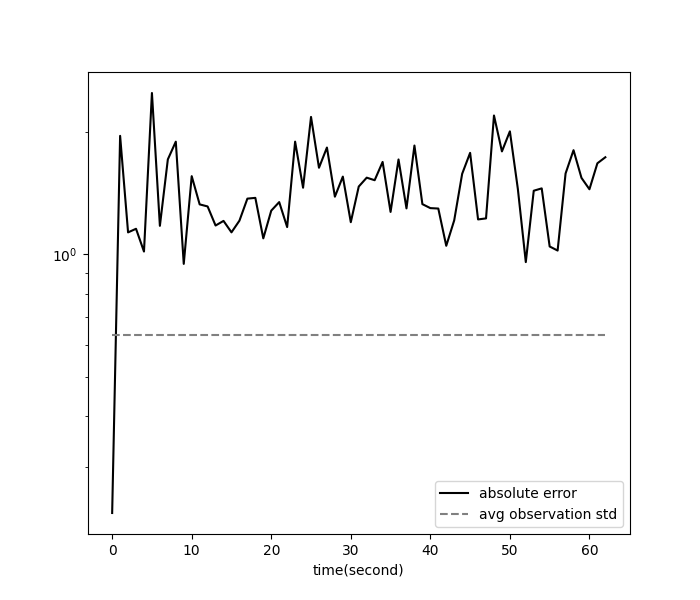 10⁰
0 10 20 30 40 50 60
time(second)
absolute error
avg observation std